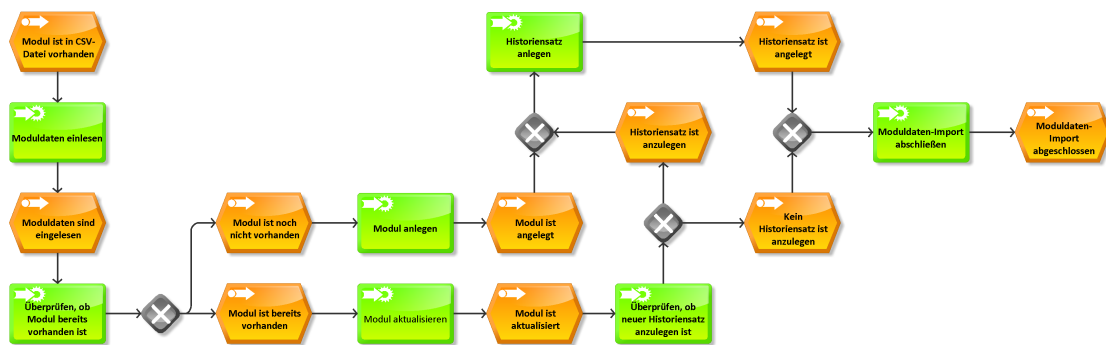 Modul ist in CSV-
Datei vorhanden
Moduldaten einlesen
Moduldaten sind
eingelesen
Überprüfen, ob
Modul bereits
vorhanden ist
Modul ist noch
nicht vorhanden
Modul anlegen
Modul ist
angelegt
Modul ist bereits
vorhanden
Modul aktualisieren
Modul ist
aktualisiert
Überprüfen, ob
neuer Historiensatz
anzulegen ist
Historiensatz ist
anzulegen
Kein
Historiensatz ist
anzulegen
Historiensatz
anlegen
Historiensatz ist
angelegt
Moduldaten-Import
abschließen
Moduldaten-
Import
abgeschlossen